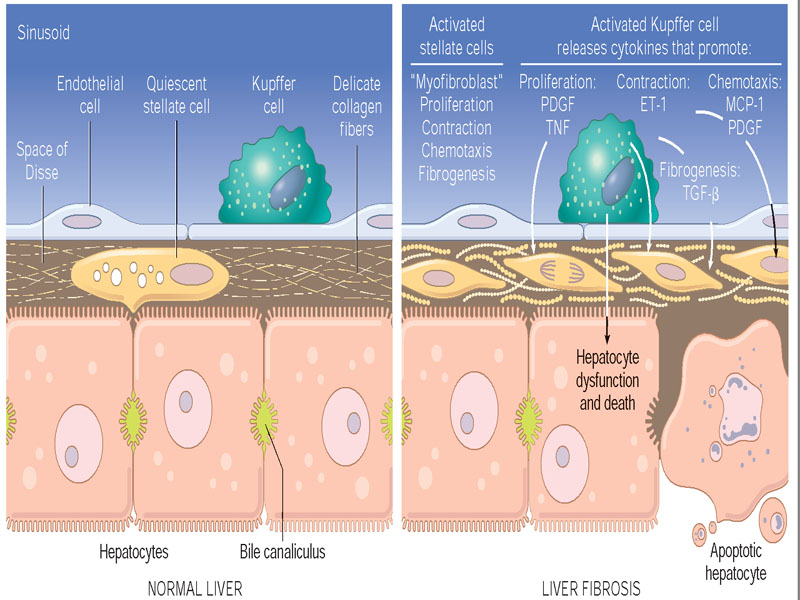 Sinusoid
Endothelial
cell
Quiescent
stellate cell
Kupffer
cell
Delicate
collagen
fibers
Space of
Disse
Hepatocytes
Bile canaliculus
NORMAL LIVER
Activated
stellate cells
"Myofibroblast"
Proliferation
Contraction
Chemotaxis
Fibrogenesis
Activated Kupffer cell
releases cytokines that promote:
Proliferation:
PDGF
TNF
Contraction:
ET-1
Chemotaxis:
MCP-1
PDGF
Fibrogenesis:
TGF-β
Hepatocyte
dysfunction
and death
Apoptotic
hepatocyte
LIVER FIBROSIS